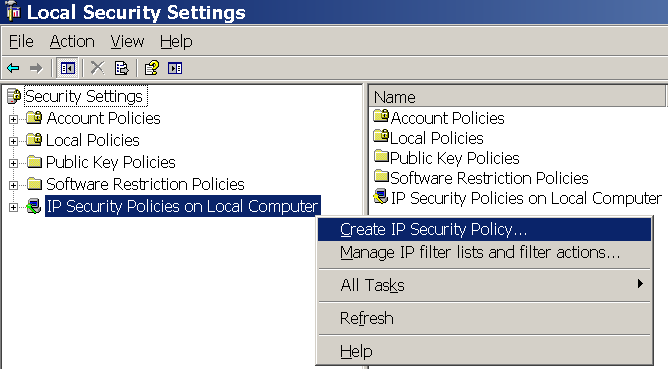 Local Security Settings
File Action View Help
Security Settings
Account Policies
Local Policies
Public Key Policies
Software Restriction Policies
IP Security Policies on Local Computer
Name
Account Policies
Local Policies
Public Key Policies
Software Restriction Policies
IP Security Policies on Local Computer
Create IP Security Policy...
Manage IP filter lists and filter actions...
All Tasks
Refresh
Help